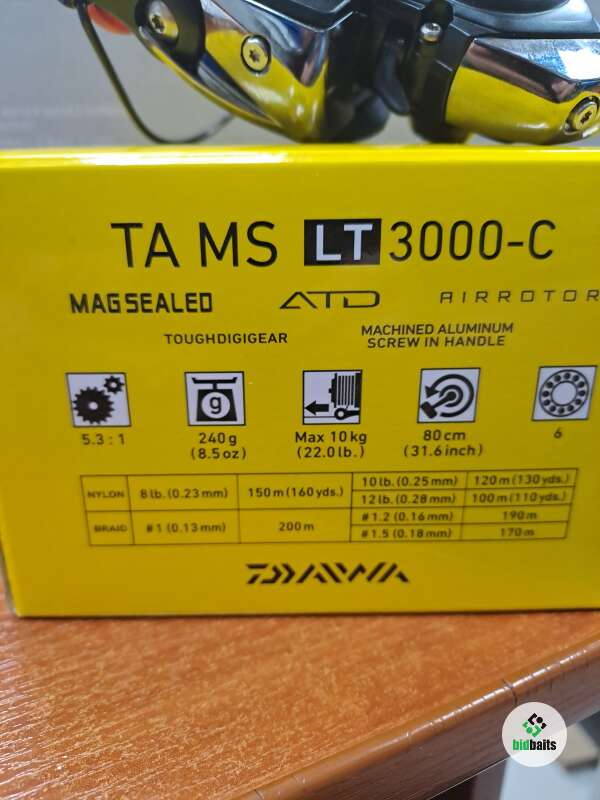 TA MS LT 3000-C
MAGSEALED ATD AIRROTOR
TOUGHDIGIGEAR MACHINED ALUMINUM
SCREW IN HANDLE
g
5.3 : 1 240 g Max 10 kg 80 cm 6
(8.5 oz) (22.0 lb.) (31.6 inch)
NYLON 8 lb. (0.23 mm) 150 m (160 yds.) 10 lb. (0.25 mm) 120 m (130 yds.)
12 lb. (0.28 mm) 100 m (110 yds.)
BRAID # 1 (0.13 mm) 200 m # 1.2 (0.16 mm) 190 m
# 1.5 (0.18 mm) 170 m
DAIWA
bidbaits